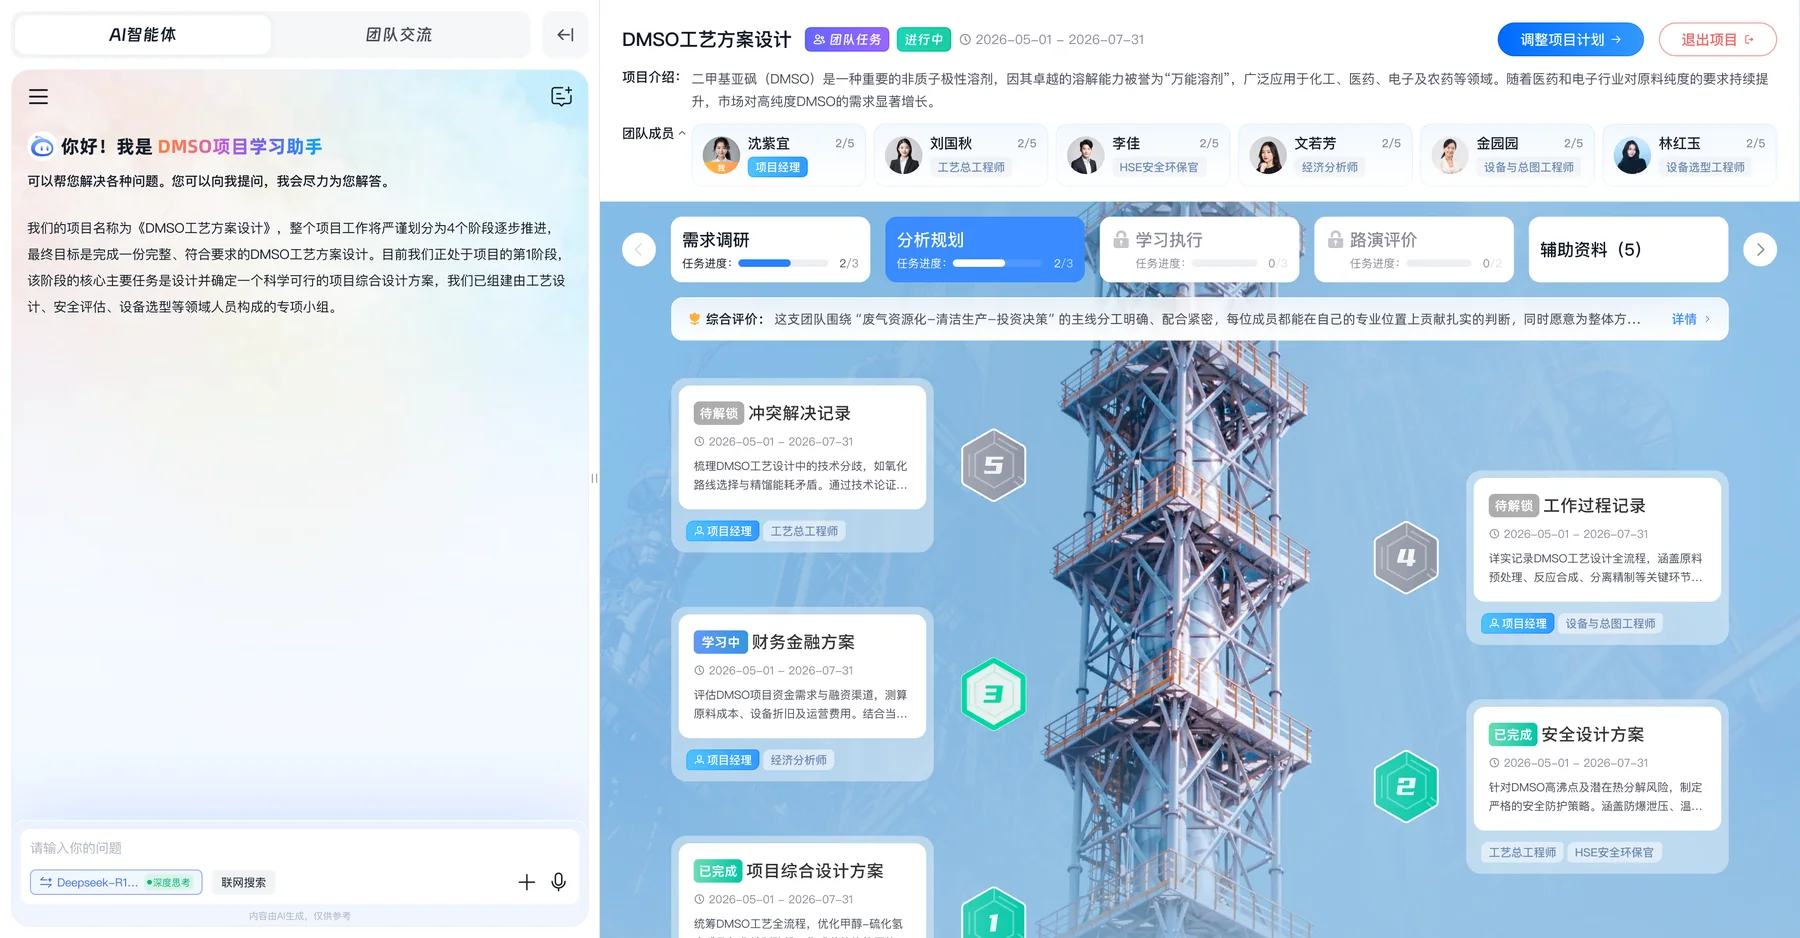 AI智能体
团队交流
你好！我是 DMSO项目学习助手
可以帮您解决各种问题。您可以向我提问，我会尽力为您解答。
我们的项目名称为《DMSO工艺方案设计》，整个项目工作将严谨划分为4个阶段逐步推进，
最终目标是完成一份完整、符合要求的DMSO工艺方案设计。目前我们正处于项目的第1阶段，
该阶段的核心主要任务是设计并确定一个科学可行的项目综合设计方案，我们已组建由工艺设
计、安全评估、设备选型等领域人员构成的专项小组。
请输入你的问题
Deepseek-R1... 深度思考 联网搜索
内容由AI生成，仅供参考
DMSO工艺方案设计 团队任务 进行中 2026-05-01 - 2026-07-31
调整项目计划 退出项目
项目介绍： 二甲基亚砜（DMSO）是一种重要的非质子极性溶剂，因其卓越的溶解能力被誉为“万能溶剂”，广泛应用于化工、医药、电子及农药等领域。随着医药和电子行业对原料纯度的要求持续提
升，市场对高纯度DMSO的需求显著增长。
团队成员
沈紫宜 2/5
我 项目经理
刘国秋 2/5
工艺总工程师
李佳 2/5
HSE安全环保官
文若芳 2/5
经济分析师
金园园 2/5
设备与总图工程师
林红玉 2/5
设备选型工程师
需求调研
任务进度： 2/3
分析规划
任务进度： 2/3
学习执行
任务进度： 0/3
路演评价
任务进度： 0/2
辅助资料（5）
综合评价： 这支团队围绕“废气资源化-清洁生产-投资决策”的主线分工明确、配合紧密，每位成员都能在自己的专业位置上贡献扎实的判断，同时愿意为整体方... 详情
待解锁 冲突解决记录
2026-05-01 - 2026-07-31
梳理DMSO工艺设计中的技术分歧，如氧化
路线选择与精馏能耗矛盾。通过技术论证...
项目经理 工艺总工程师
5
待解锁 工作过程记录
2026-05-01 - 2026-07-31
详实记录DMSO工艺设计全流程，涵盖原料
预处理、反应合成、分离精制等关键环节...
项目经理 设备与总图工程师
4
学习中 财务金融方案
2026-05-01 - 2026-07-31
评估DMSO项目资金需求与融资渠道，测算
原料成本、设备折旧及运营费用。结合当...
项目经理 经济分析师
3
已完成 安全设计方案
2026-05-01 - 2026-07-31
针对DMSO高沸点及潜在热分解风险，制定
严格的安全防护策略。涵盖防爆泄压、温...
工艺总工程师 HSE安全环保官
2
已完成 项目综合设计方案
2026-05-01 - 2026-07-31
统筹DMSO工艺全流程，优化甲醇-硫化氢
1